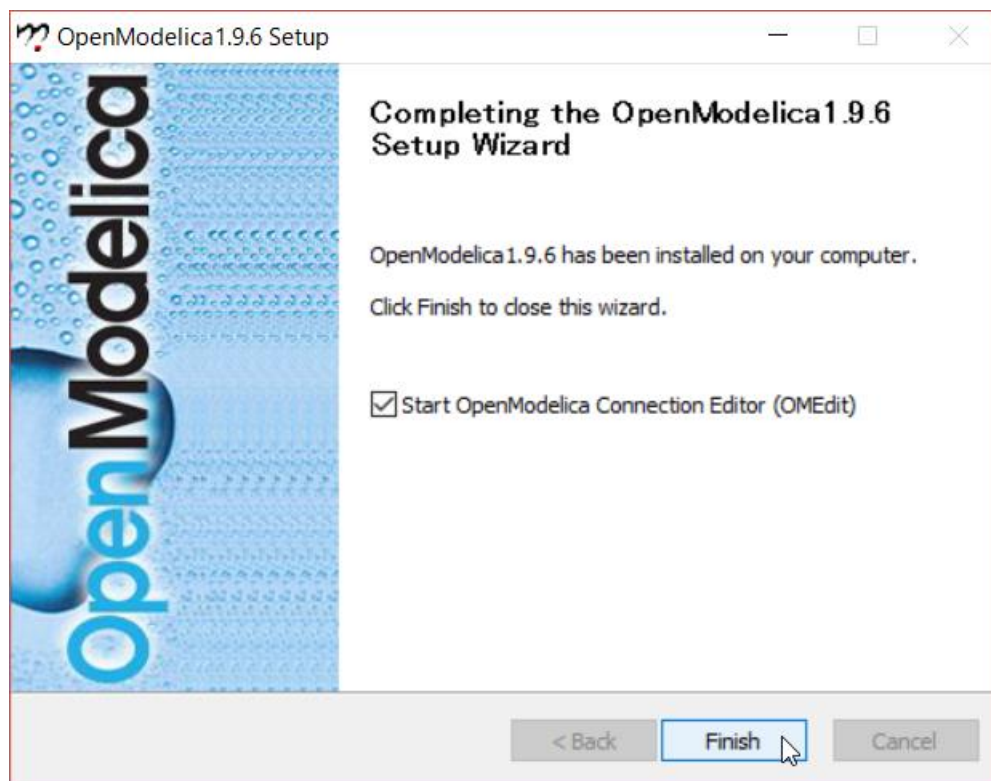 OpenModelica1.9.6 Setup
OpenModelica
Completing the OpenModelica1.9.6
Setup Wizard
OpenModelica1.9.6 has been installed on your computer.
Click Finish to close this wizard.
Start OpenModelica Connection Editor (OMEdit)
< Back
Finish
Cancel